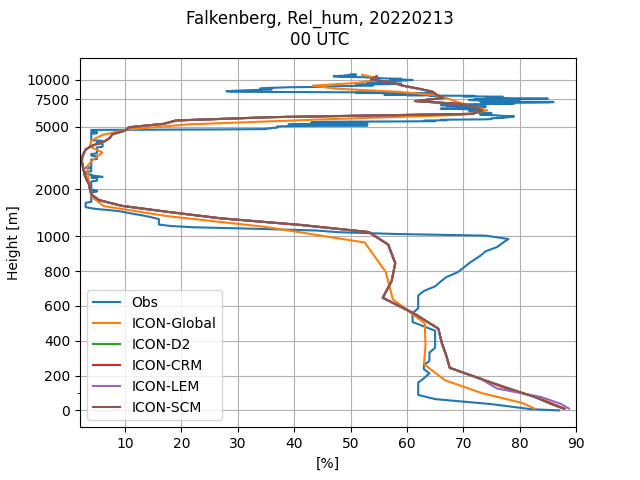 Falkenberg, Rel_hum, 20220213
00 UTC
10000
7500
5000
2000
1000
800
600
400
200
0
Height [m]
Obs
ICON-Global
ICON-D2
ICON-CRM
ICON-LEM
ICON-SCM
10 20 30 40 50 60 70 80 90
[%]